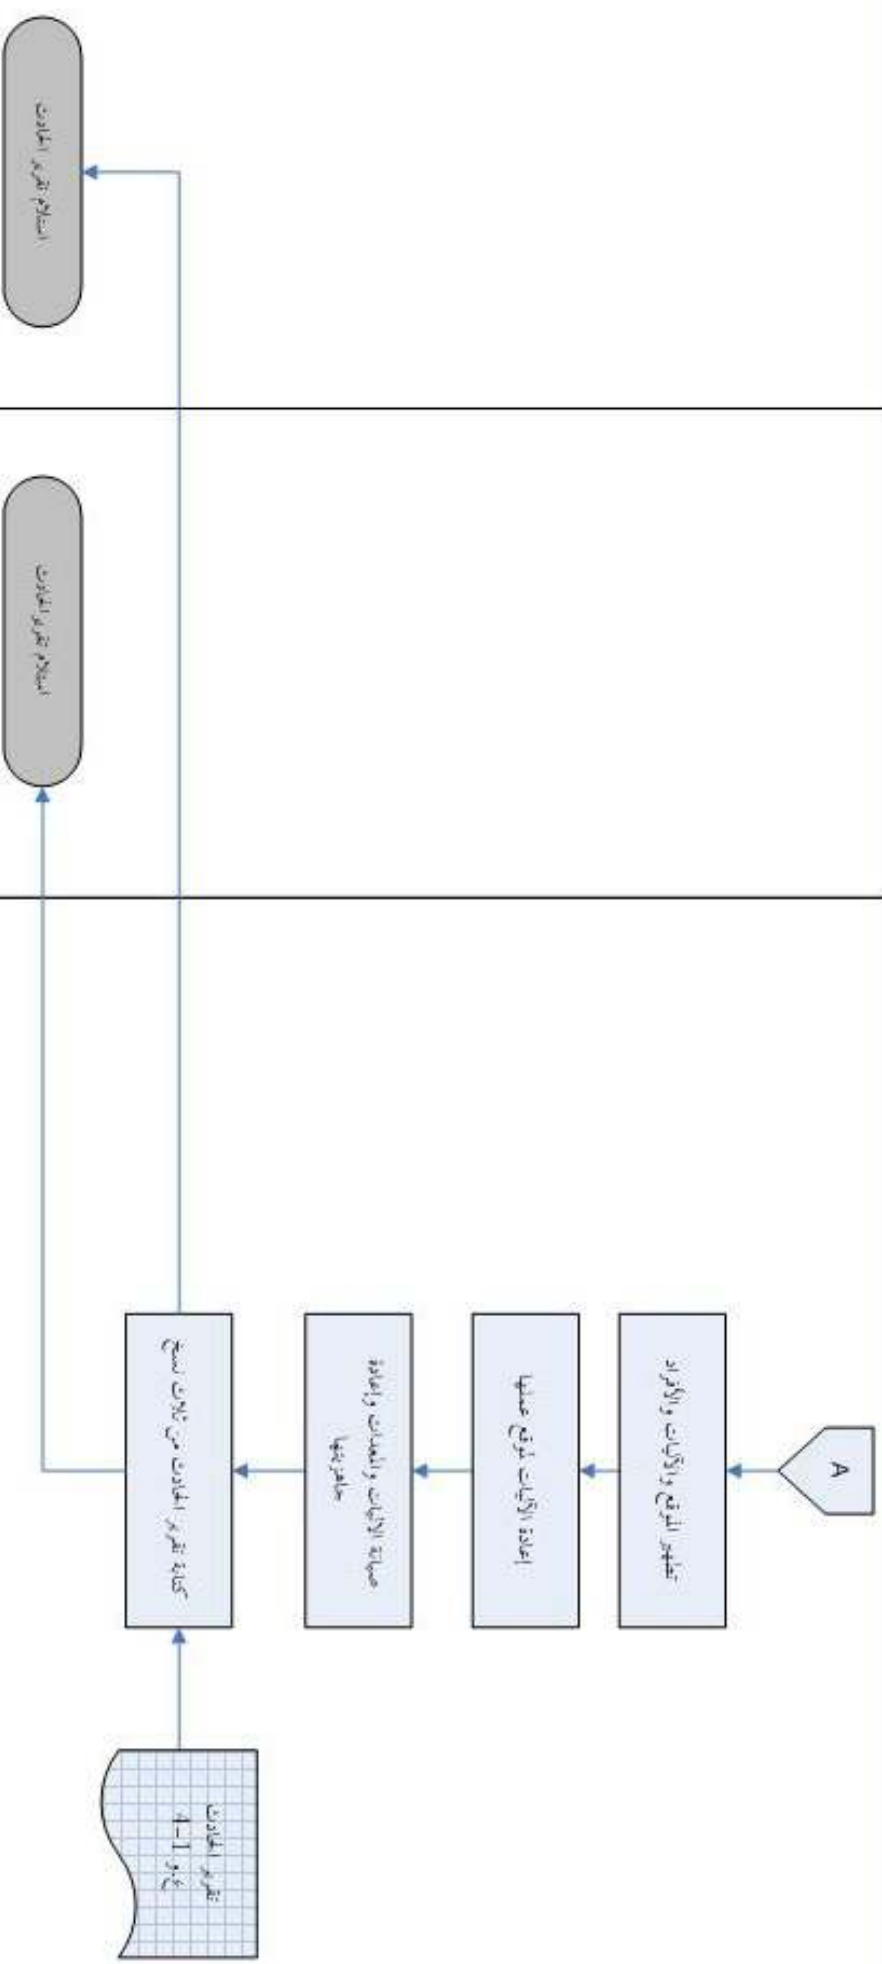 A
تطهير الموقع والآليات والأفراد
إعادة الآليات لموقع عملها
صيانة الآليات والمعدات وإعادة
جاهزيتها
كتابة تقرير الحادث من ثلاث نسخ
تقرير الحادث
استلام تقرير الحادث
استلام تقرير الحادث